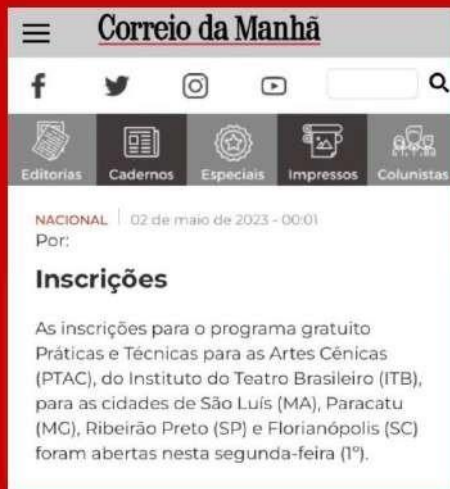 Correio da Manhã
Editorias
Cadernos
Especiais
Impressos
Colunistas
NACIONAL | 02 de maio de 2023 - 00:01
Por:
Inscrições
As inscrições para o programa gratuito
Práticas e Técnicas para as Artes Cênicas
(PTAC), do Instituto do Teatro Brasileiro (ITB),
para as cidades de São Luís (MA), Paracatu
(MG), Ribeirão Preto (SP) e Florianópolis (SC)
foram abertas nesta segunda-feira (1º).